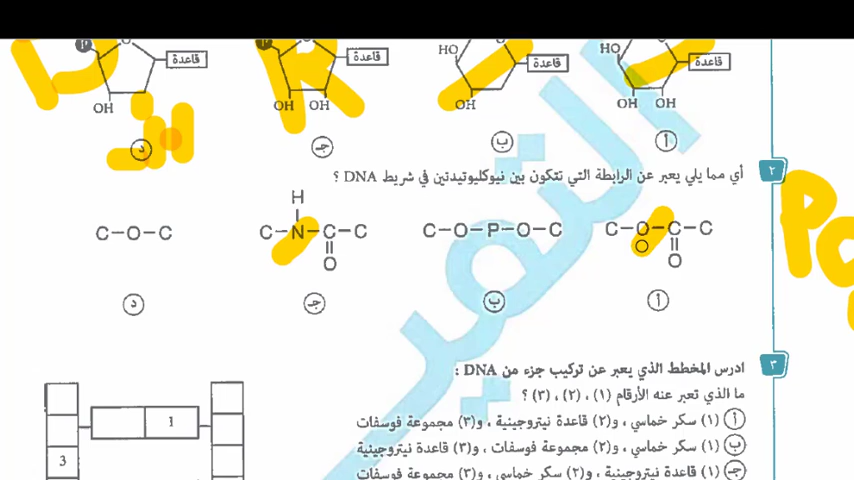 قاعدة قاعدة قاعدة قاعدة
HO HO
OH OH OH OH OH OH
أ ب جـ د
٢ أي مما يلي يعبر عن الرابطة التي تتكون بين نيوكليوتيدتين في شريط DNA ؟
H
C–O–C–C C–O–P–O–C C–N–C–C C–O–C
O O O
أ ب جـ د
٣ ادرس المخطط الذي يعبر عن تركيب جزء من DNA :
ما الذي تعبر عنه الأرقام (١) ، (٢) ، (٣) ؟
أ (١) سكر خماسي ، و(٢) قاعدة نيتروجينية ، و(٣) مجموعة فوسفات
ب (١) سكر خماسي ، و(٢) مجموعة فوسفات ، و(٣) قاعدة نيتروجينية
جـ (١) قاعدة نيتروجينية ، و(٢) سكر خماسي ، و(٣) مجموعة فوسفات
1
3